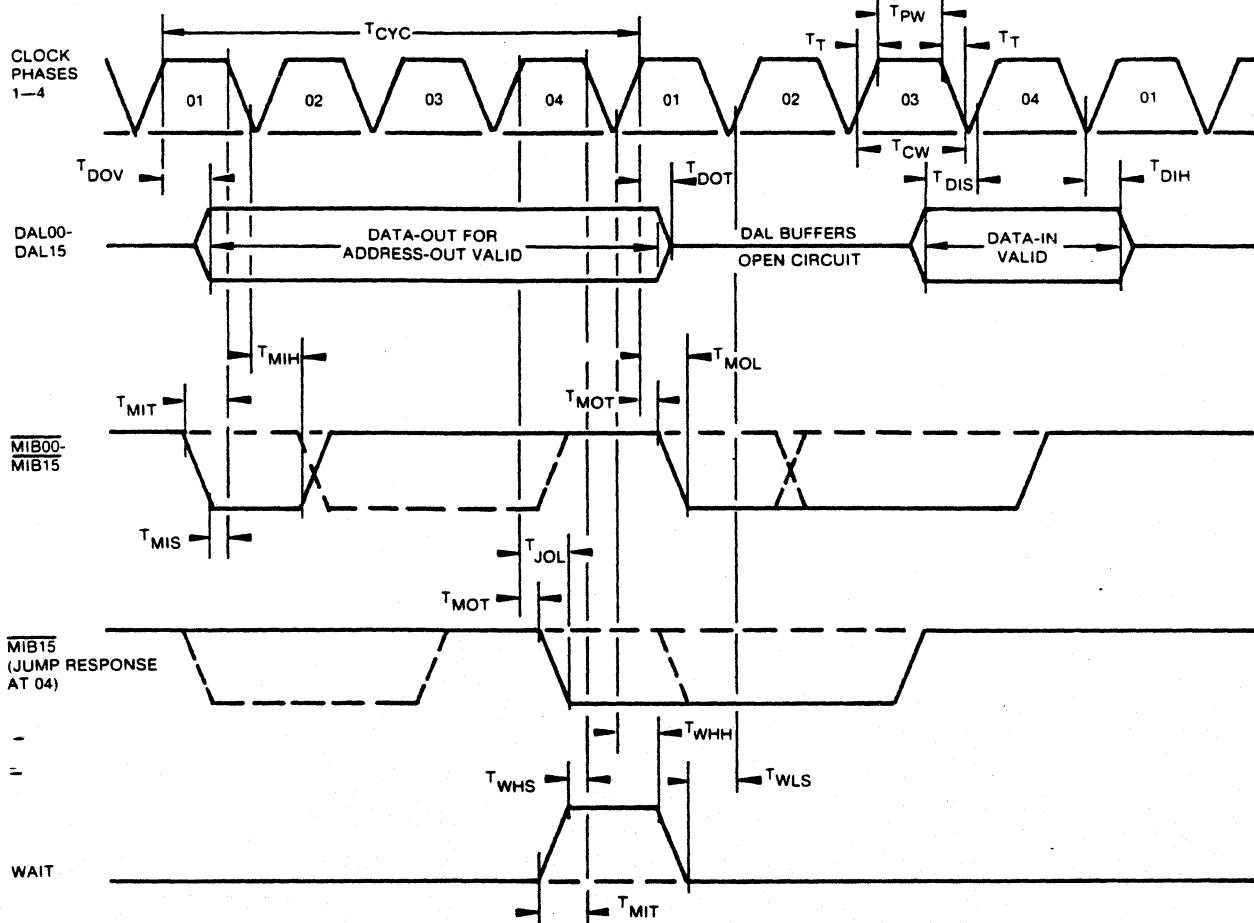 TPW
TCYC
TT
TT
CLOCK
PHASES
1—4
01
02
03
04
01
02
03
04
01
TCW
TDOV
TDOT
TDIS
TDIH
DAL00-
DAL15
DATA-OUT FOR
ADDRESS-OUT VALID
DAL BUFFERS
OPEN CIRCUIT
DATA-IN
VALID
TMIH
TMOL
TMIT
TMOT
MIB00-
MIB15
TMIS
TJOL
TMOT
MIB15
(JUMP RESPONSE
AT 04)
TWHH
TWHS
TWLS
WAIT
TMIT